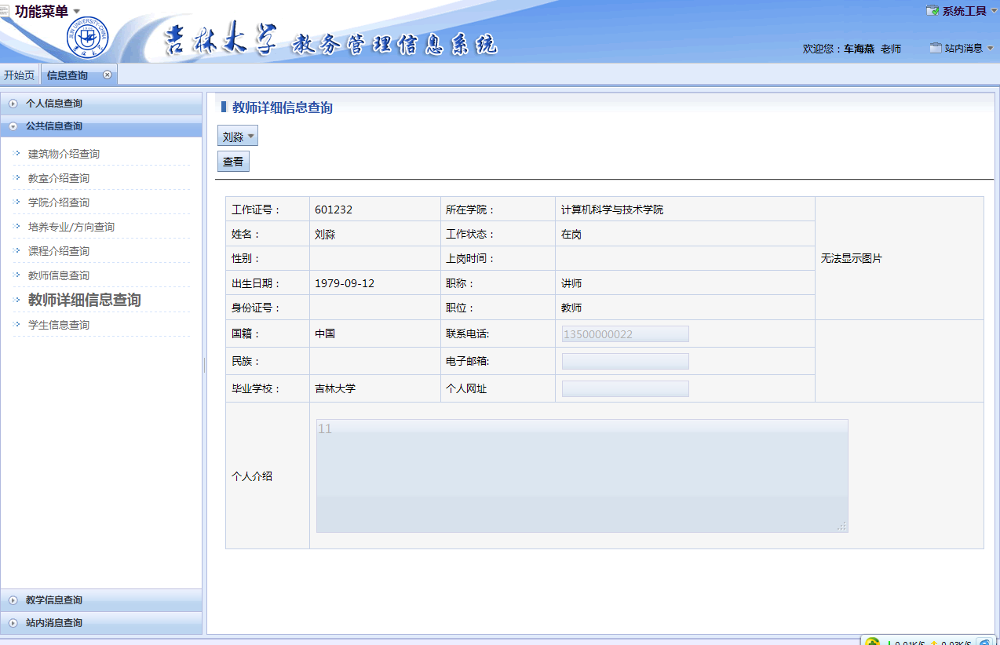 功能菜单
JILIN UNIVERSITY CHINA
吉林大学 教务管理信息系统
系统工具
欢迎您：车海燕 老师
站内消息
开始页 信息查询
个人信息查询
公共信息查询
建筑物介绍查询
教室介绍查询
学院介绍查询
培养专业/方向查询
课程介绍查询
教师信息查询
教师详细信息查询
学生信息查询
教学信息查询
站内消息查询
教师详细信息查询
刘淼
查看
工作证号： 601232 所在学院： 计算机科学与技术学院
姓名： 刘淼 工作状态： 在岗
性别： 上岗时间：
无法显示图片
出生日期： 1979-09-12 职称： 讲师
身份证号： 职位： 教师
国籍： 中国 联系电话: 13500000022
民族： 电子邮箱:
毕业学校： 吉林大学 个人网址
个人介绍 11